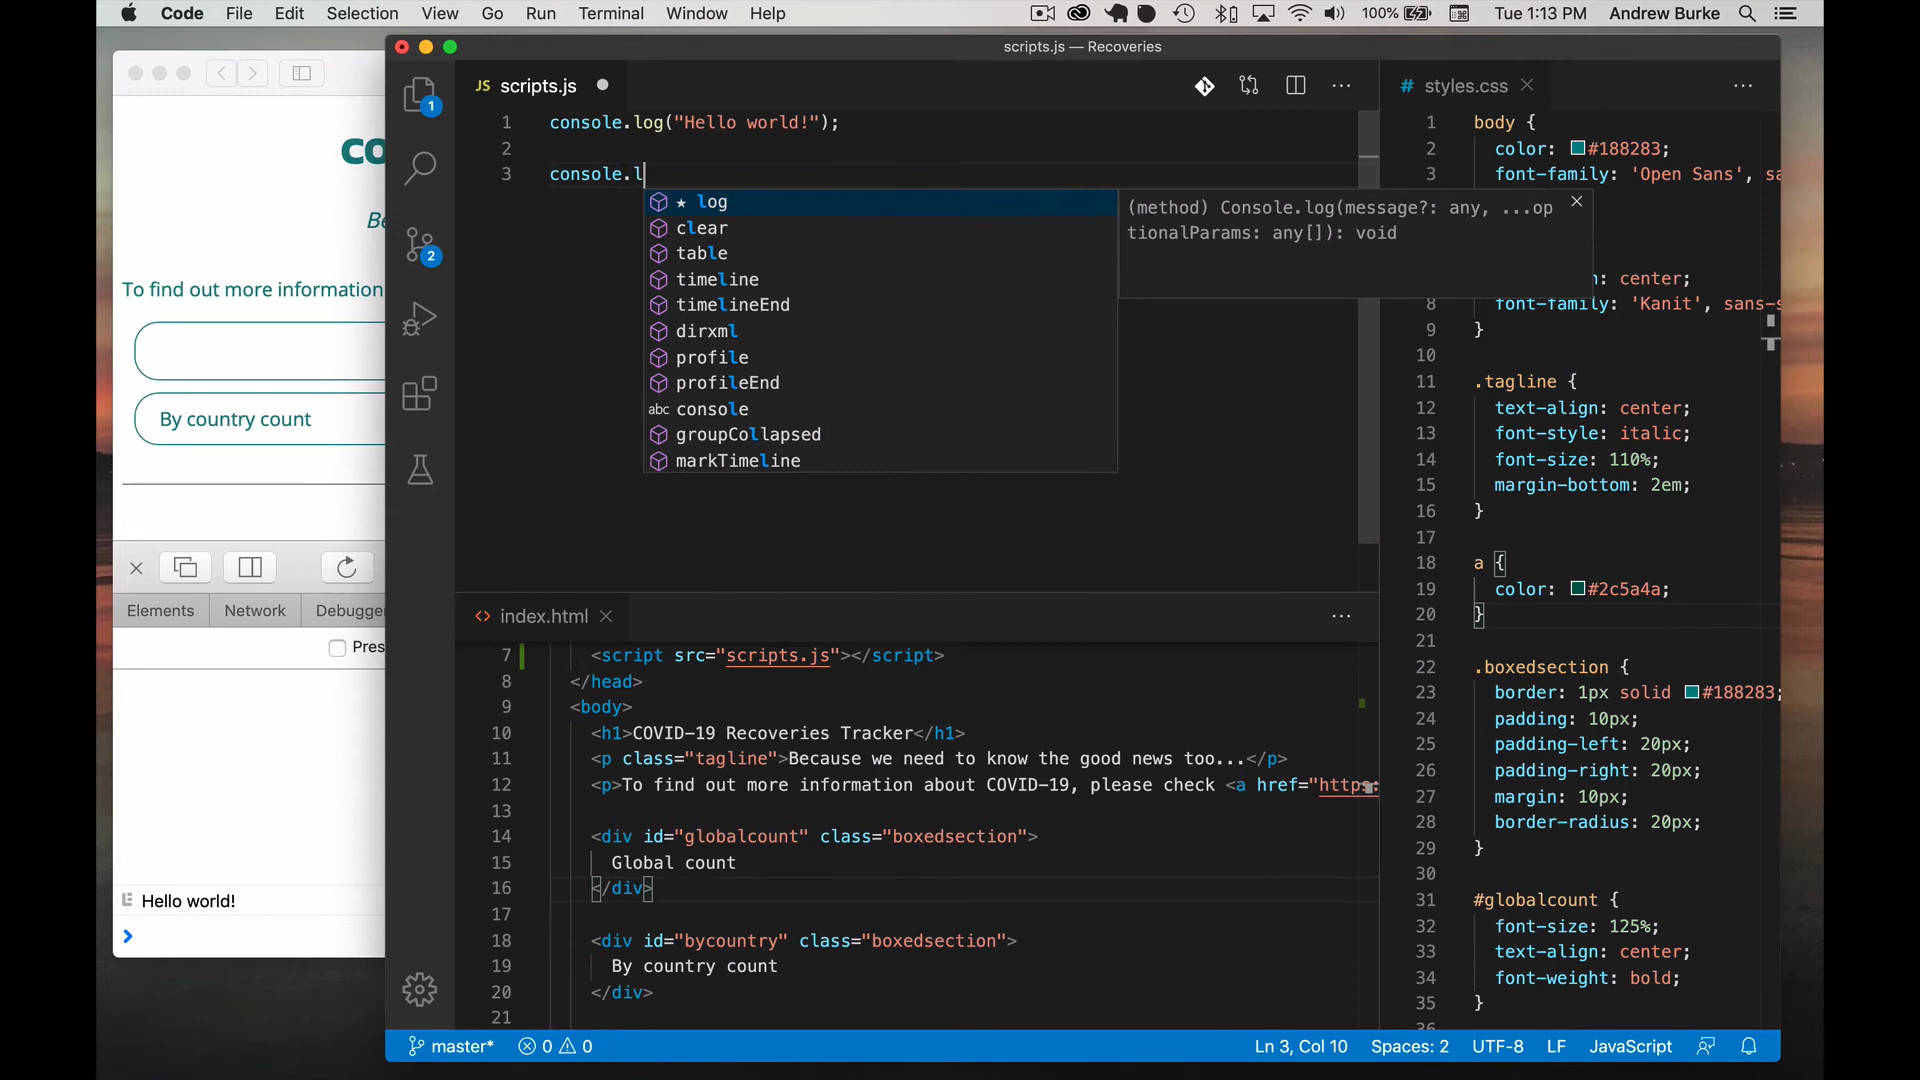 Code File Edit Selection View Go Run Terminal Window Help 100% Tue 1:13 PM Andrew Burke
scripts.js — Recoveries
JS scripts.js
1 console.log("Hello world!");
2
3 console.l
log
clear
table
timeline
timelineEnd
dirxml
profile
profileEnd
abc console
groupCollapsed
markTimeline
(method) Console.log(message?: any, ...op
tionalParams: any[]): void
# styles.css
1 body {
2 color: #188283;
3 font-family: 'Open Sans', sa
n: center;
8 font-family: 'Kanit', sans-s
9 }
10
11 .tagline {
12 text-align: center;
13 font-style: italic;
14 font-size: 110%;
15 margin-bottom: 2em;
16 }
17
18 a {
19 color: #2c5a4a;
20 }
21
22 .boxedsection {
23 border: 1px solid #188283;
24 padding: 10px;
25 padding-left: 20px;
26 padding-right: 20px;
27 margin: 10px;
28 border-radius: 20px;
29 }
30
31 #globalcount {
32 font-size: 125%;
33 text-align: center;
34 font-weight: bold;
35 }
36
1
2
<> index.html
7 <script src="scripts.js"></script>
8 </head>
9 <body>
10 <h1>COVID-19 Recoveries Tracker</h1>
11 <p class="tagline">Because we need to know the good news too...</p>
12 <p>To find out more information about COVID-19, please check <a href="https:
13
14 <div id="globalcount" class="boxedsection">
15 Global count
16 </div>
17
18 <div id="bycountry" class="boxedsection">
19 By country count
20 </div>
21
CO
Be
To find out more information
By country count
Elements Network Debugger
Pres
Hello world!
master* 0 0 Ln 3, Col 10 Spaces: 2 UTF-8 LF JavaScript